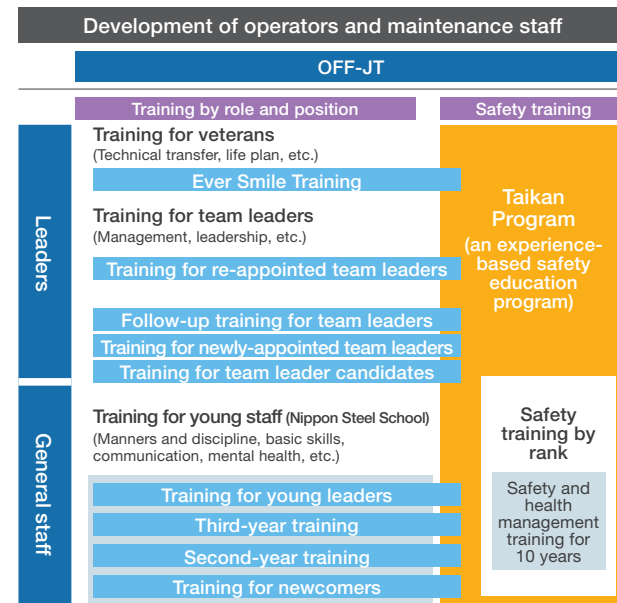 Development of operators and maintenance staff
OFF-JT
Training by role and position
Safety training
Leaders
Training for veterans
(Technical transfer, life plan, etc.)
Ever Smile Training
Training for team leaders
(Management, leadership, etc.)
Training for re-appointed team leaders
Follow-up training for team leaders
Training for newly-appointed team leaders
Training for team leader candidates
General staff
Training for young staff (Nippon Steel School)
(Manners and discipline, basic skills,
communication, mental health, etc.)
Training for young leaders
Third-year training
Second-year training
Training for newcomers
Taikan
Program
(an experience-
based safety
education
program)
Safety
training by
rank
Safety and
health
management
training for
10 years